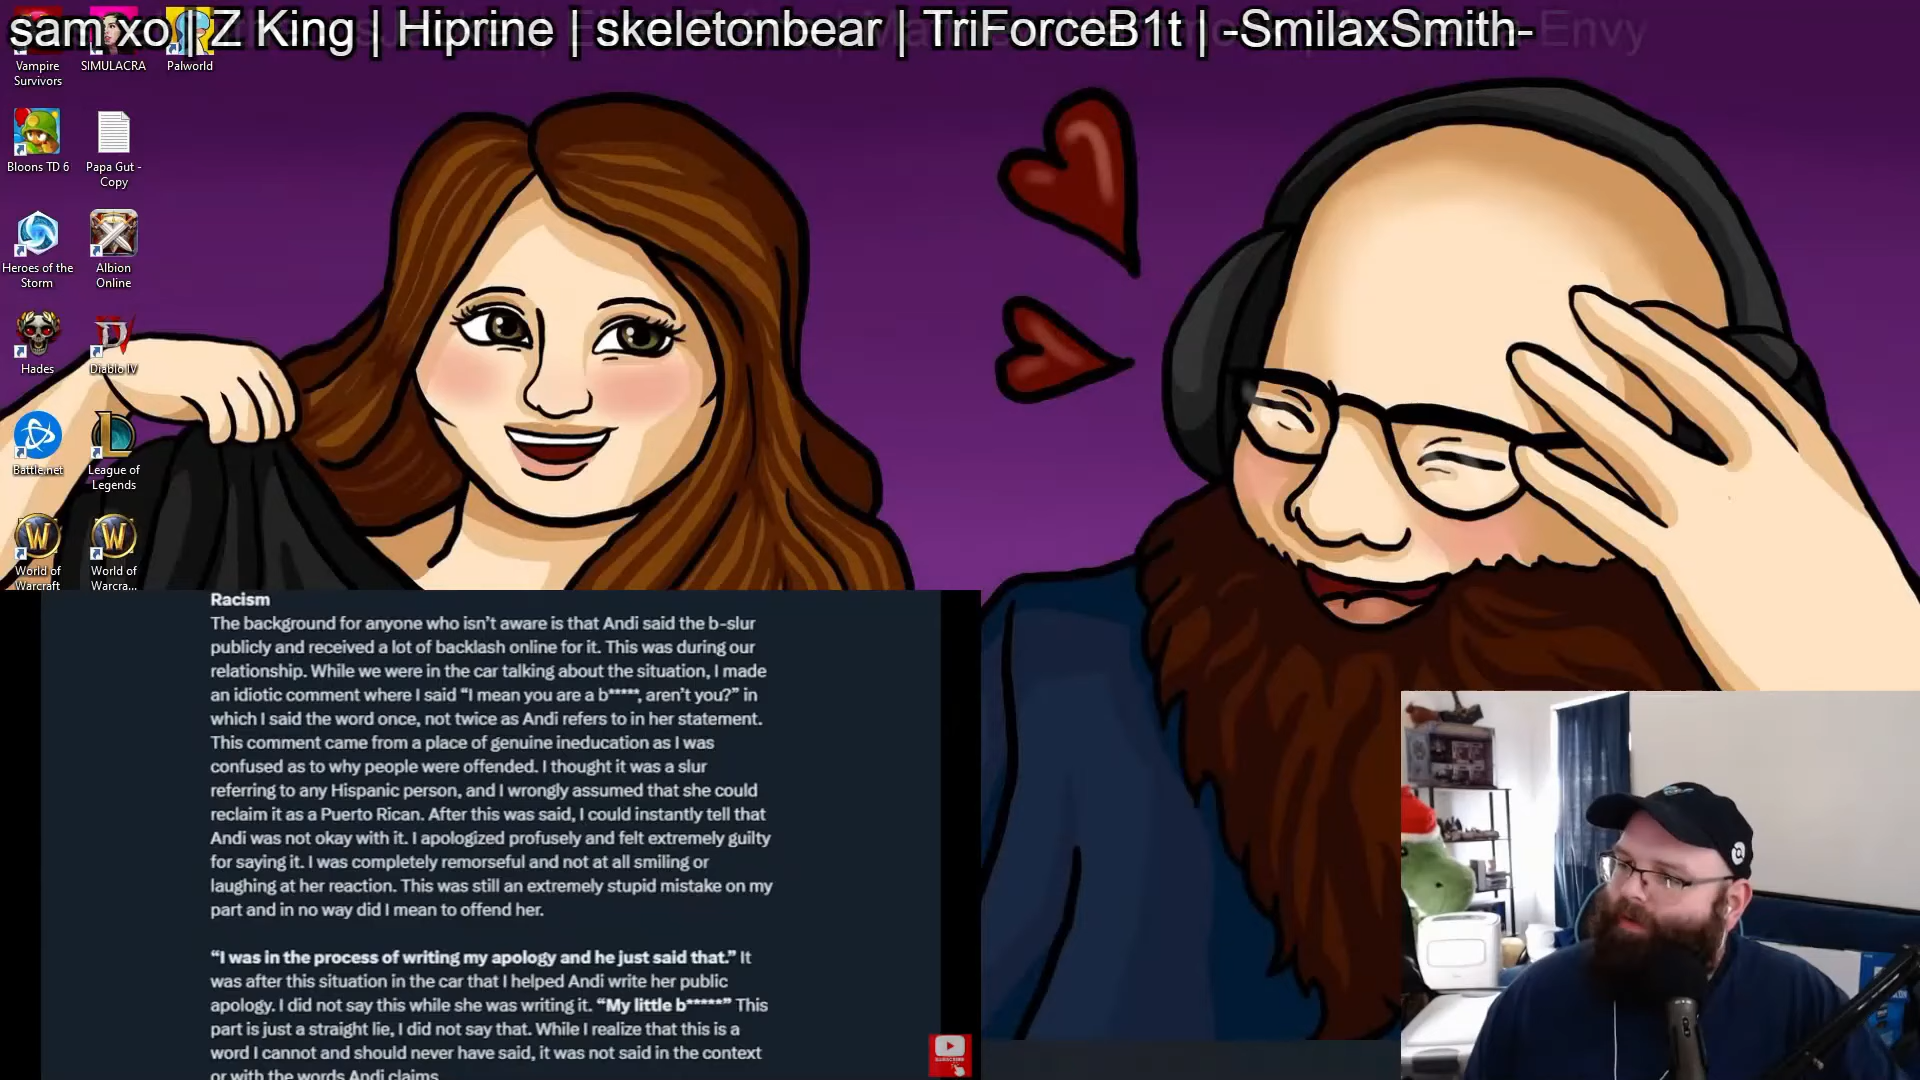 sam xo | Z King | Hiprine | skeletonbear | TriForceB1t | -SmilaxSmith-
Envy
Vampire
Survivors
SIMULACRA
Palworld
Bloons TD 6
Papa Gut -
Copy
Heroes of the
Storm
Albion
Online
Hades
Diablo IV
Battle.net
League of
Legends
World of
Warcraft
World of
Warcra...
Racism
The background for anyone who isn't aware is that Andi said the b-slur
publicly and received a lot of backlash online for it. This was during our
relationship. While we were in the car talking about the situation, I made
an idiotic comment where I said “I mean you are a b*****, aren't you?” in
which I said the word once, not twice as Andi refers to in her statement.
This comment came from a place of genuine ineducation as I was
confused as to why people were offended. I thought it was a slur
referring to any Hispanic person, and I wrongly assumed that she could
reclaim it as a Puerto Rican. After this was said, I could instantly tell that
Andi was not okay with it. I apologized profusely and felt extremely guilty
for saying it. I was completely remorseful and not at all smiling or
laughing at her reaction. This was still an extremely stupid mistake on my
part and in no way did I mean to offend her.
“I was in the process of writing my apology and he just said that.” It
was after this situation in the car that I helped Andi write her public
apology. I did not say this while she was writing it. “My little b*****” This
part is just a straight lie, I did not say that. While I realize that this is a
word I cannot and should never have said, it was not said in the context
or with the words Andi claims.
SUBSCRIBE